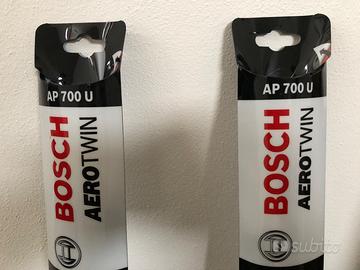 AP 700 U
BOSCH
AEROTWIN
AP 700 U
BOSCH
AEROTWIN
subito